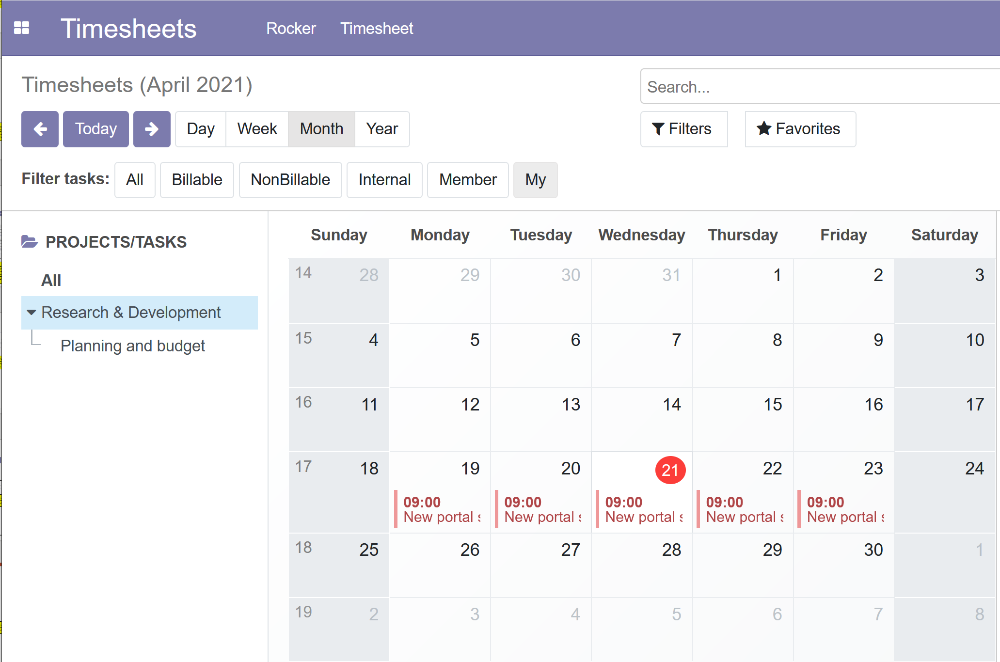 Timesheets Rocker Timesheet
Timesheets (April 2021)
Search...
Today Day Week Month Year
Filters Favorites
Filter tasks: All Billable NonBillable Internal Member My
PROJECTS/TASKS
All
Research & Development
Planning and budget
Sunday Monday Tuesday Wednesday Thursday Friday Saturday
14 28 29 30 31 1 2 3
15 4 5 6 7 8 9 10
16 11 12 13 14 15 16 17
17 18 19 20 21 22 23 24
09:00 09:00 09:00 09:00 09:00
New portal New portal New portal New portal New portal
18 25 26 27 28 29 30 1
19 2 3 4 5 6 7 8